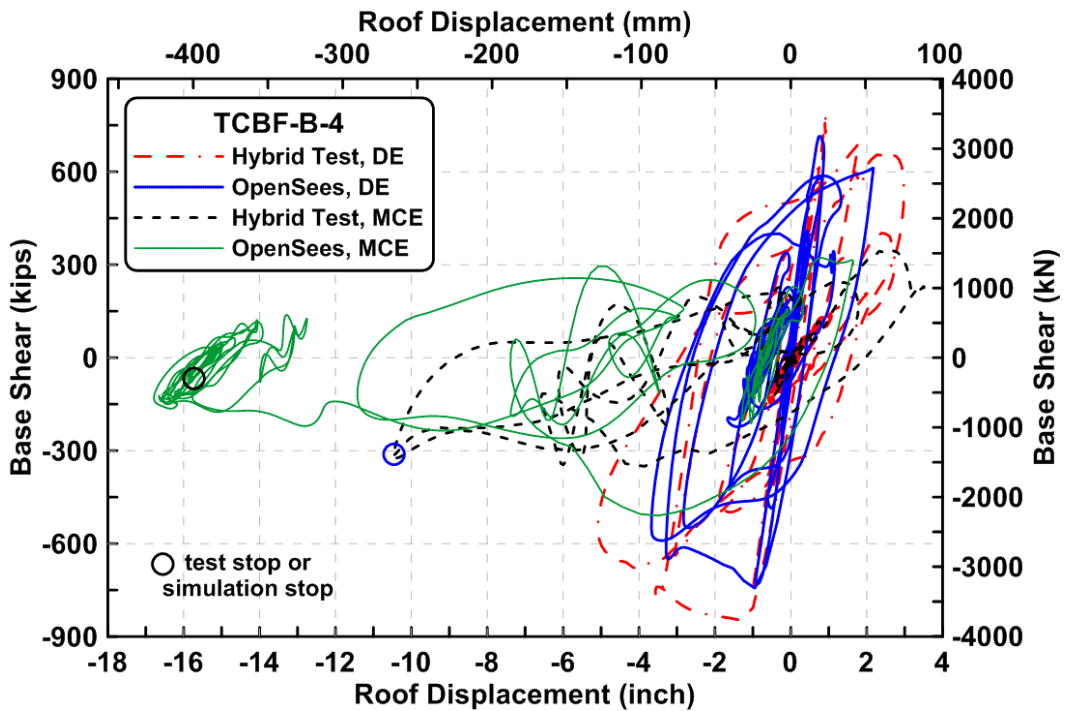 Roof Displacement (mm)
-400 -300 -200 -100 0 100
900 4000
600 3000
300 2000
0 1000
-300 0
-600 -1000
-900 -2000
-3000
-4000
TCBF-B-4
Hybrid Test, DE
OpenSees, DE
Hybrid Test, MCE
OpenSees, MCE
Base Shear (kips)
Base Shear (kN)
test stop or
simulation stop
-18 -16 -14 -12 -10 -8 -6 -4 -2 0 2 4
Roof Displacement (inch)